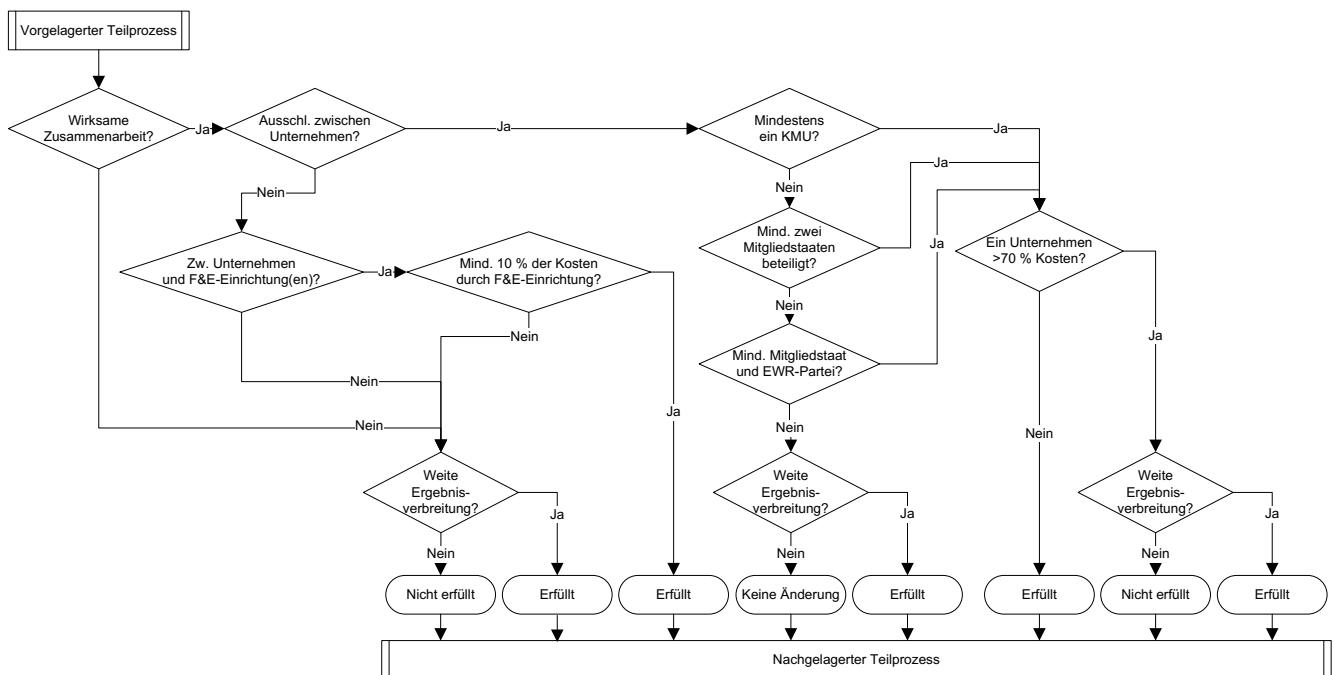 Vorgelagerter Teilprozess
Wirksame
Zusammenarbeit?
Ja
Ausschl. zwischen
Unternehmen?
Ja
Mindestens
ein KMU?
Ja
Ja
Nein
Nein
Mind. zwei
Mitgliedstaaten
beteiligt?
Ja
Ein Unternehmen
>70 % Kosten?
Zw. Unternehmen
und F&E-Einrichtung(en)?
Ja
Mind. 10 % der Kosten
durch F&E-Einrichtung?
Nein
Nein
Ja
Mind. Mitgliedstaat
und EWR-Partei?
Nein
Ja
Nein
Nein
Nein
Weite
Ergebnis-
verbreitung?
Weite
Ergebnis-
verbreitung?
Weite
Ergebnis-
verbreitung?
Ja
Ja
Ja
Nein
Nein
Nein
Nicht erfüllt
Erfüllt
Erfüllt
Keine Änderung
Erfüllt
Erfüllt
Nicht erfüllt
Erfüllt
Nachgelagerter Teilprozess